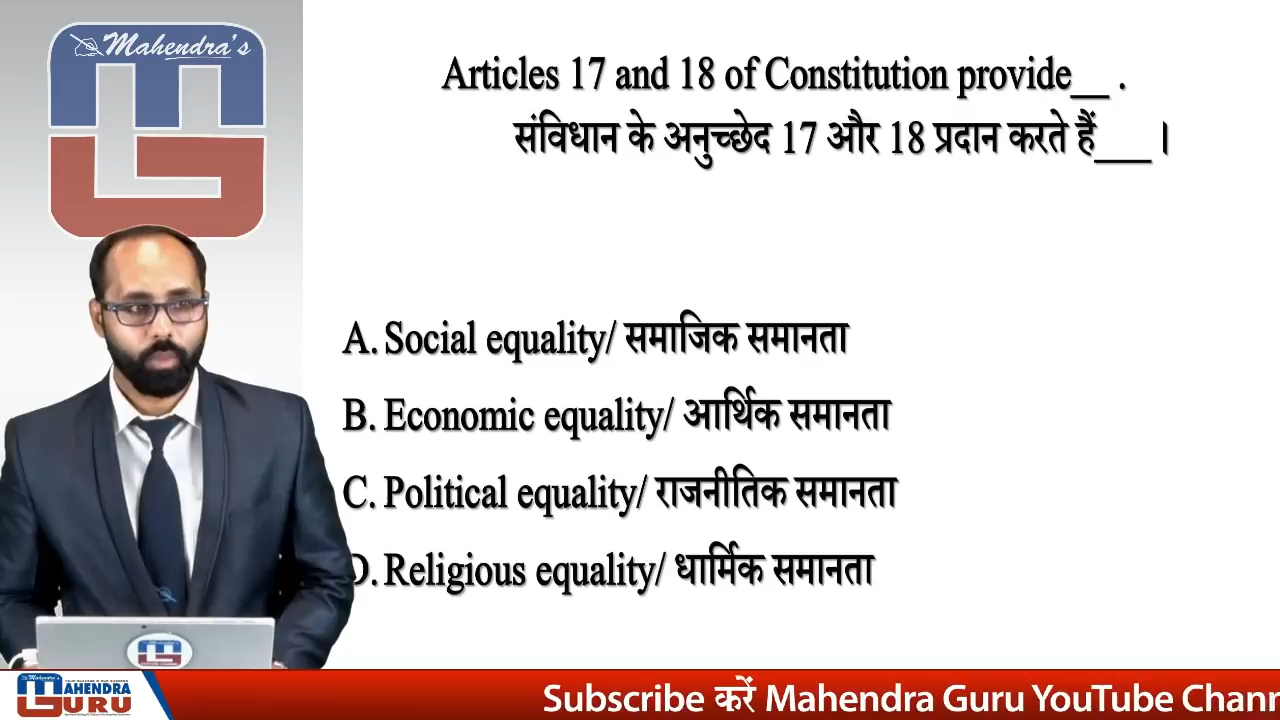 Mahendra's
Articles 17 and 18 of Constitution provide__ .
संविधान के अनुच्छेद 17 और 18 प्रदान करते हैं___ ।
A. Social equality/ समाजिक समानता
B. Economic equality/ आर्थिक समानता
C. Political equality/ राजनीतिक समानता
D. Religious equality/ धार्मिक समानता
Mahendra's
MAHENDRA
GURU
Subscribe करें Mahendra Guru YouTube Chann